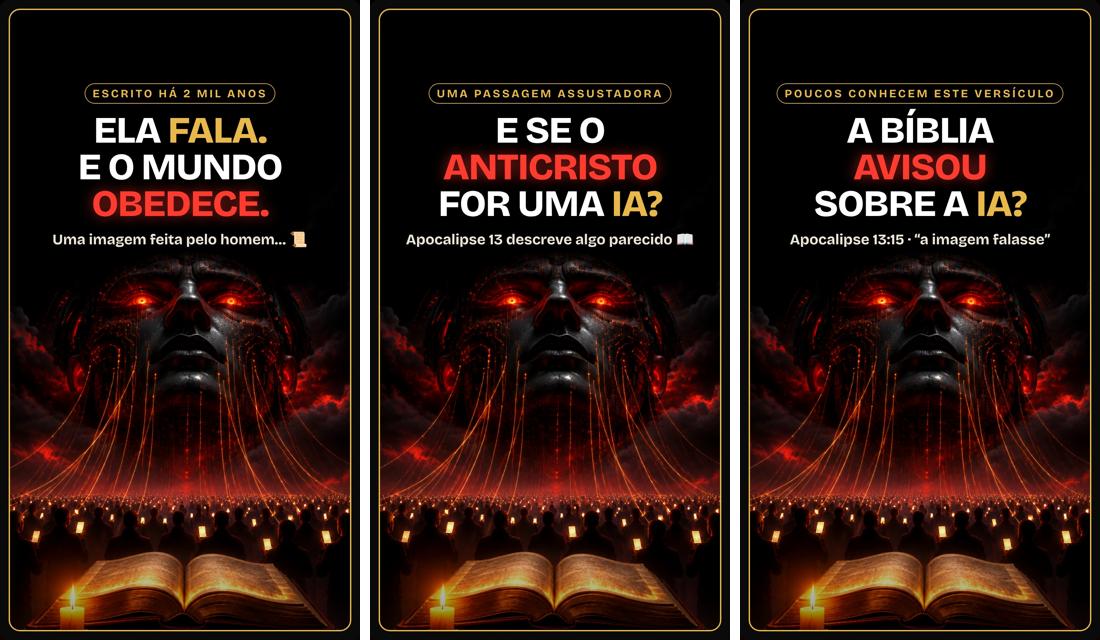 ESCRITO HÁ 2 MIL ANOS
ELA FALA.
E O MUNDO
OBEDECE.
Uma imagem feita pelo homem... 📜
UMA PASSAGEM ASSUSTADORA
E SE O
ANTICRISTO
FOR UMA IA?
Apocalipse 13 descreve algo parecido 📖
POUCOS CONHECEM ESTE VERSÍCULO
A BÍBLIA
AVISOU
SOBRE A IA?
Apocalipse 13:15 · “a imagem falasse”